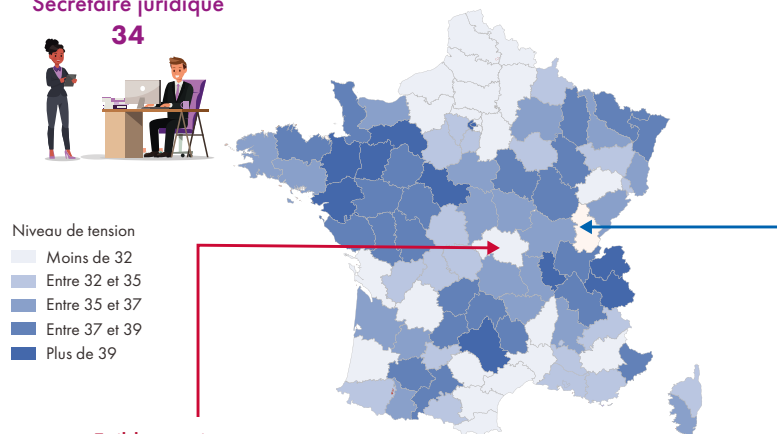 Secrétaire juridique
34
Niveau de tension
Moins de 32
Entre 32 et 35
Entre 35 et 37
Entre 37 et 39
Plus de 39